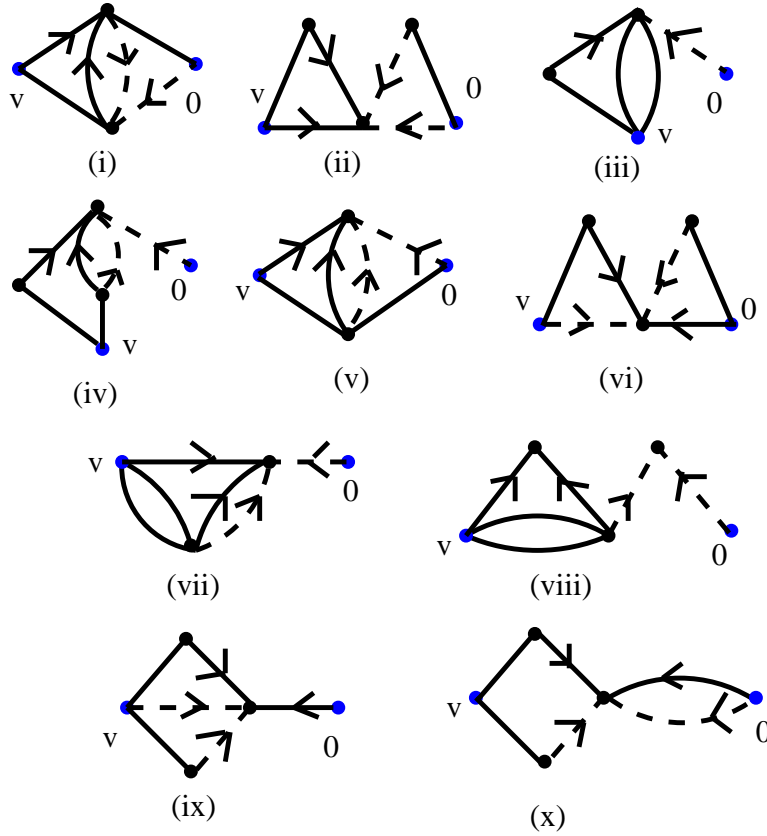 v 0 v 0 v 0
(i) (ii) (iii)
v 0 v 0 v 0
(iv) (v) (vi)
v 0 v 0
(vii) (viii)
v 0 v 0
(ix) (x)